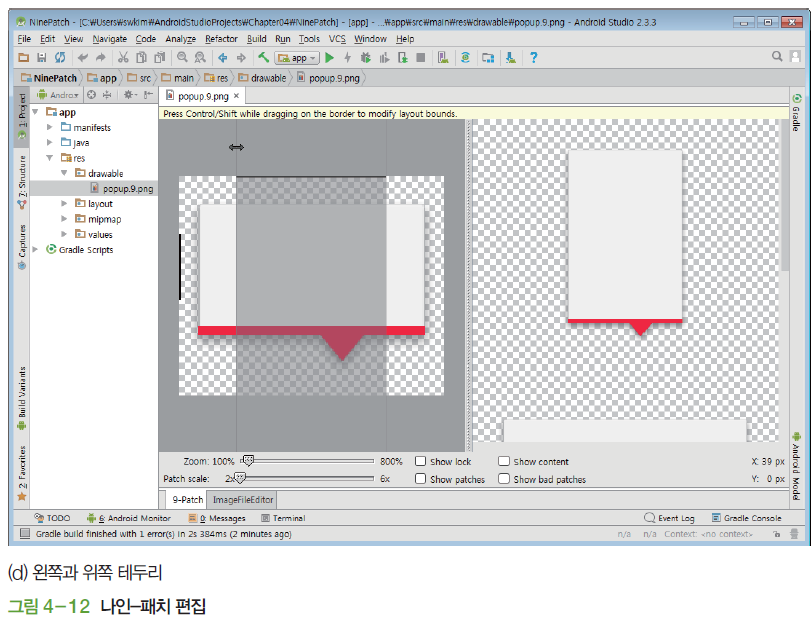 NinePatch - [C:₩Users₩swkim₩AndroidStudioProjects₩Chapter04₩NinePatch] - [app] - ...₩app₩src₩main₩res₩drawable₩popup.9.png - Android Studio 2.3.3
File Edit View Navigate Code Analyze Refactor Build Run Tools VCS Window Help
app
NinePatch app src main res drawable popup.9.png
1: Project
7: Structure
Captures
Build Variants
2: Favorites
Andro
app
manifests
java
res
drawable
popup.9.png
layout
mipmap
values
Gradle Scripts
popup.9.png
Press Control/Shift while dragging on the border to modify layout bounds.
Zoom: 100% 800% Show lock Show content X: 39 px
Patch scale: 2x 6x Show patches Show bad patches Y: 0 px
9-Patch ImageFileEditor
Gradle
Android Model
TODO 6: Android Monitor 0: Messages Terminal Event Log Gradle Console
Gradle build finished with 1 error(s) in 2s 384ms (2 minutes ago) n/a n/a Context: <no context>
(d) 왼쪽과 위쪽 테두리
그림 4-12 나인-패치 편집